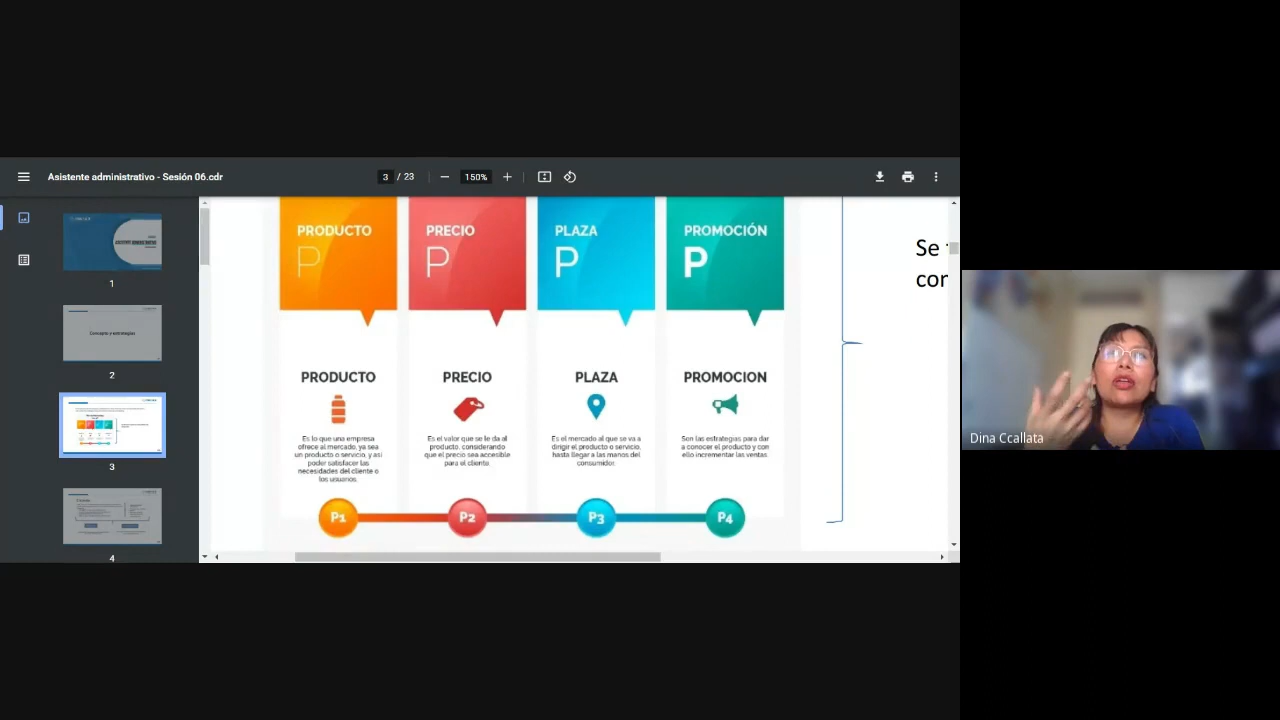 Asistente administrativo - Sesión 06.cdr
3 / 23
150%
1
Concepto y estrategias
2
3
4
PRODUCTO
P
PRECIO
P
PLAZA
P
PROMOCIÓN
P
Se
con
PRODUCTO
Es lo que una empresa
ofrece al mercado, ya sea
un producto o servicio, y así
poder satisfacer las
necesidades del cliente o
los usuarios.
PRECIO
Es el valor que se le da al
producto, considerando
que el precio sea accesible
para el cliente.
PLAZA
Es el mercado al que se va a
dirigir el producto o servicio,
hasta llegar a las manos del
consumidor.
PROMOCION
Son las estrategias para dar
a conocer el producto y con
ello incrementar las ventas.
P1
P2
P3
P4
Dina Ccallata